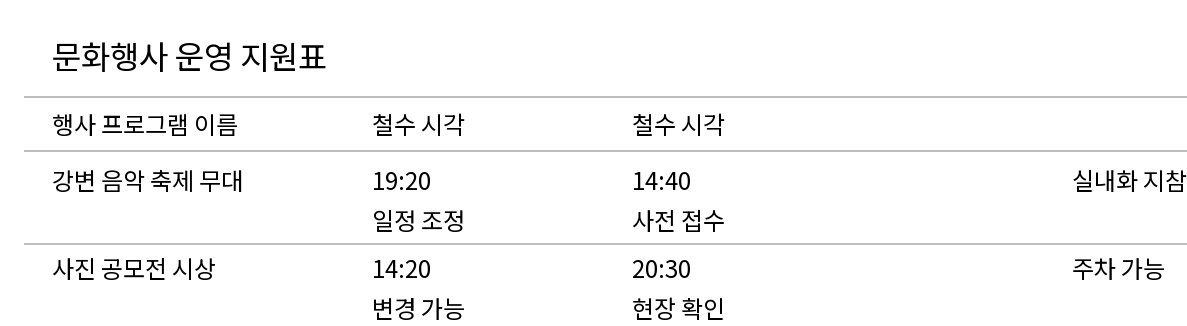 문화행사 운영 지원표
행사 프로그램 이름 철수 시각 철수 시각
강변 음악 축제 무대 19:20 14:40 실내화 지참
일정 조정 사전 접수
사진 공모전 시상 14:20 20:30 주차 가능
변경 가능 현장 확인